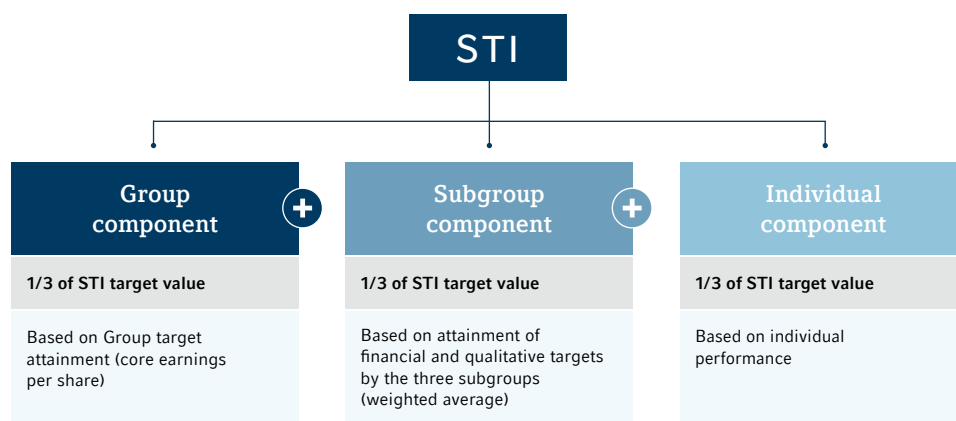 STI
Group
component
Subgroup
component
Individual
component
1/3 of STI target value
1/3 of STI target value
1/3 of STI target value
Based on Group target
attainment (core earnings
per share)
Based on attainment of
financial and qualitative targets
by the three subgroups
(weighted average)
Based on individual
performance